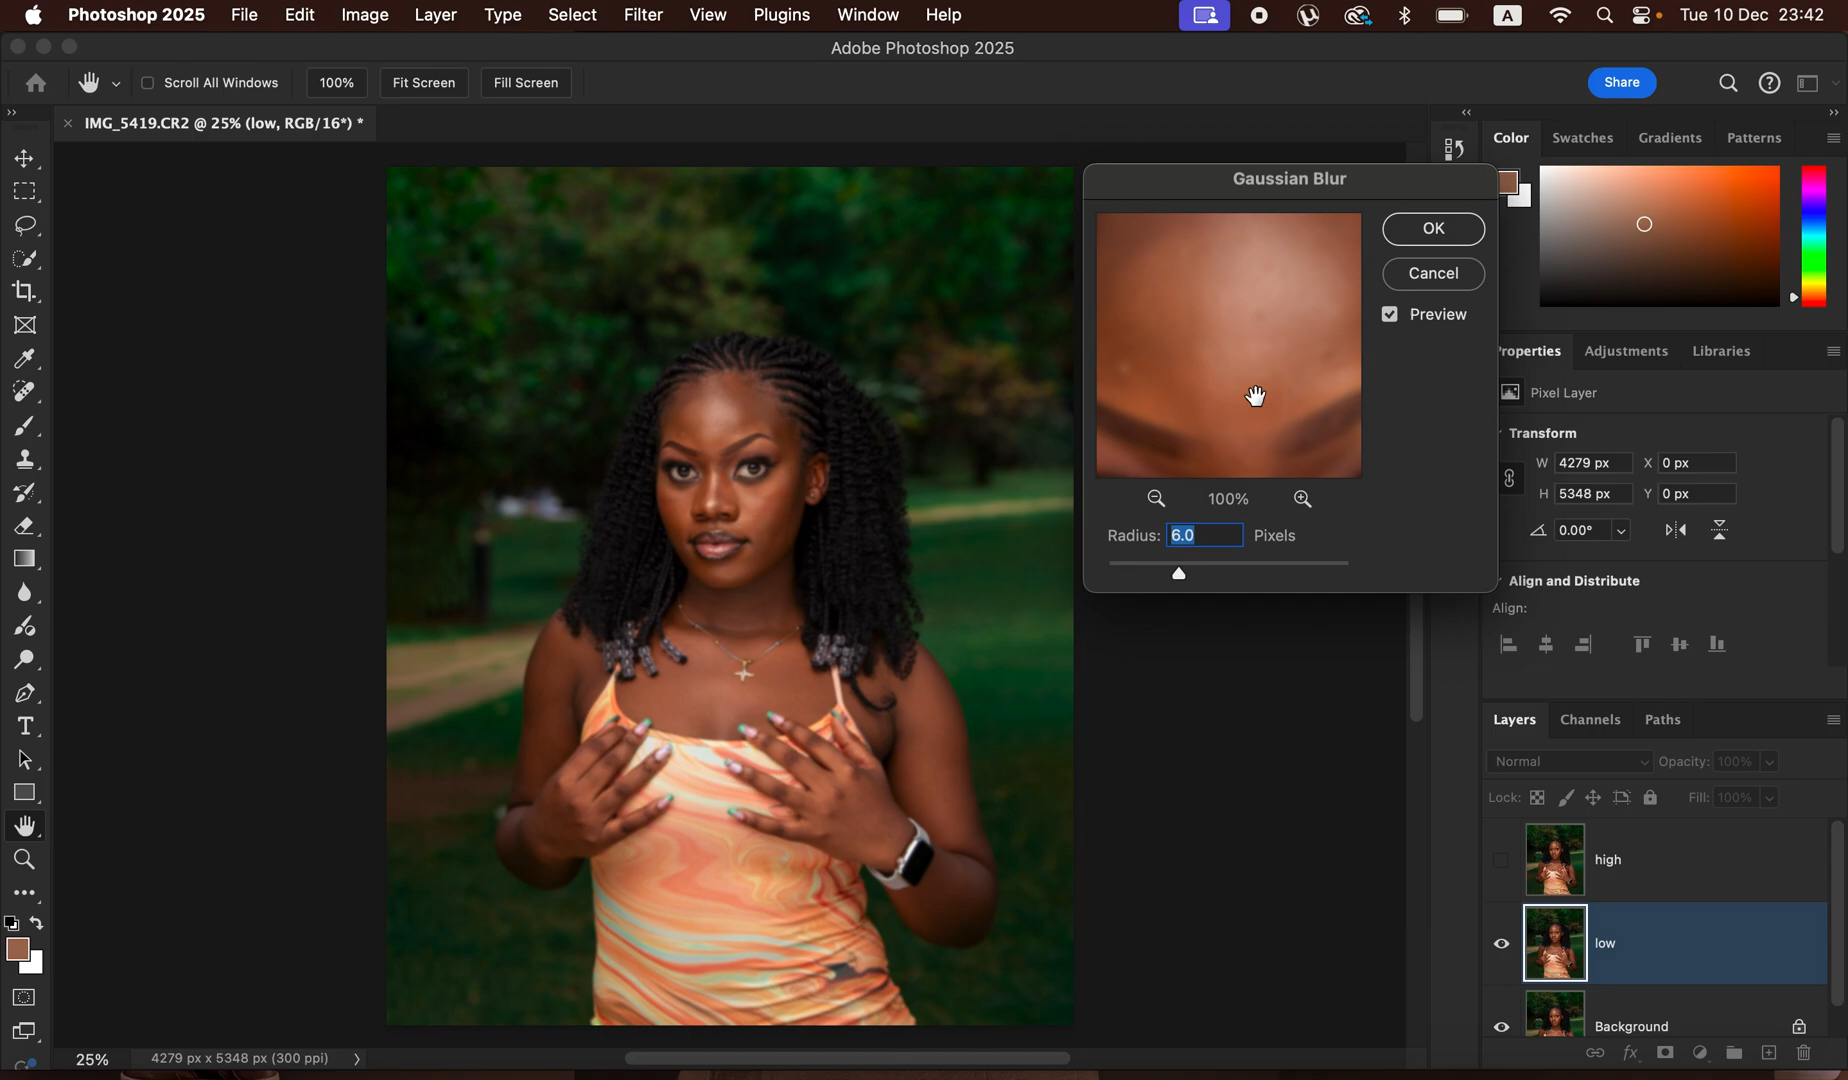 Photoshop 2025 File Edit Image Layer Type Select Filter View Plugins Window Help A Tue 10 Dec 23:42
Adobe Photoshop 2025
Scroll All Windows 100% Fit Screen Fill Screen Share
× IMG_5419.CR2 @ 25% (low, RGB/16*) *
Color Swatches Gradients Patterns
Gaussian Blur
OK
Cancel
Preview
100%
Radius: 6.0 Pixels
Properties Adjustments Libraries
Pixel Layer
Transform
W 4279 px X 0 px
H 5348 px Y 0 px
0.00°
Align and Distribute
Align:
Layers Channels Paths
Normal Opacity: 100%
Lock: Fill: 100%
high
low
Background
fx
25% 4279 px x 5348 px (300 ppi)